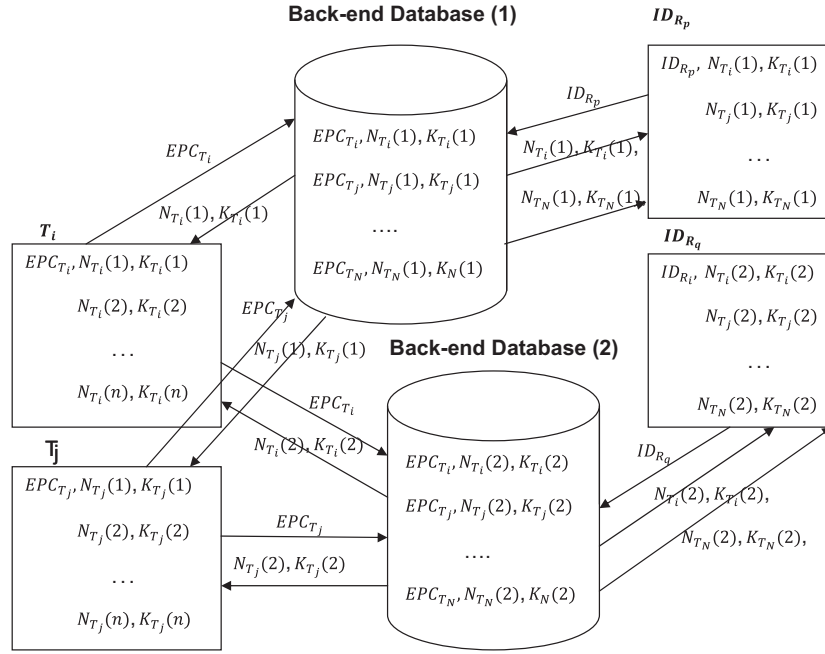 Back-end Database (1)
ID_{R_p}
EPC_{T_i}, N_{T_i}(1), K_{T_i}(1)
EPC_{T_j}, N_{T_j}(1), K_{T_j}(1)
....
EPC_{T_N}, N_{T_N}(1), K_N(1)
ID_{R_p}, N_{T_i}(1), K_{T_i}(1)
N_{T_j}(1), K_{T_j}(1)
...
N_{T_N}(1), K_{T_N}(1)
ID_{R_p}
N_{T_i}(1), K_{T_i}(1),
N_{T_N}(1), K_{T_N}(1)
EPC_{T_i}
N_{T_i}(1), K_{T_i}(1)
T_i
EPC_{T_i}, N_{T_i}(1), K_{T_i}(1)
N_{T_i}(2), K_{T_i}(2)
...
N_{T_i}(n), K_{T_i}(n)
EPC_{T_j}
N_{T_j}(1), K_{T_j}(1)
ID_{R_q}
ID_{R_i}, N_{T_i}(2), K_{T_i}(2)
N_{T_j}(2), K_{T_j}(2)
...
N_{T_N}(2), K_{T_N}(2)
Back-end Database (2)
EPC_{T_i}
N_{T_i}(2), K_{T_i}(2)
EPC_{T_i}, N_{T_i}(2), K_{T_i}(2)
EPC_{T_j}, N_{T_j}(2), K_{T_j}(2)
....
EPC_{T_N}, N_{T_N}(2), K_N(2)
ID_{R_q}
N_{T_i}(2), K_{T_i}(2),
N_{T_N}(2), K_{T_N}(2),
Tj
EPC_{T_j}, N_{T_j}(1), K_{T_j}(1)
N_{T_j}(2), K_{T_j}(2)
...
N_{T_j}(n), K_{T_j}(n)
EPC_{T_j}
N_{T_j}(2), K_{T_j}(2)